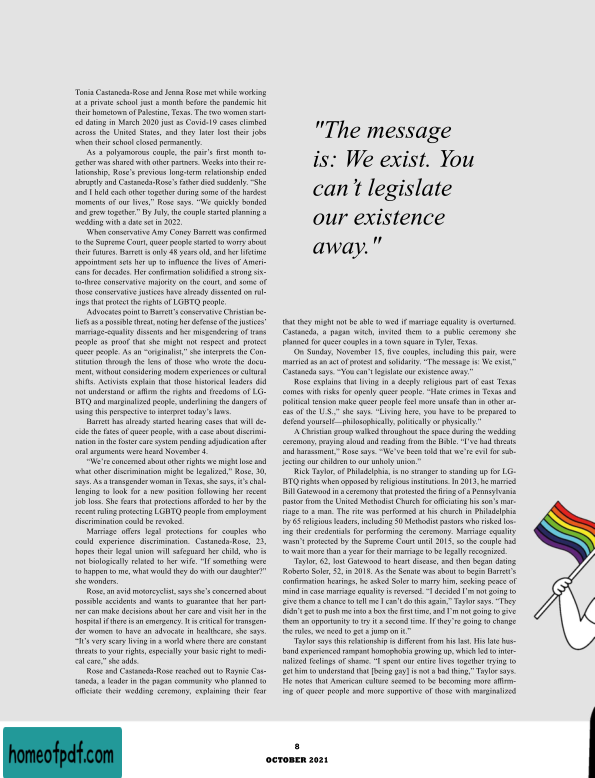 Tonia Castaneda-Rose and Jenna Rose met while working
at a private school just a month before the pandemic hit
their hometown of Palestine, Texas. The two women start-
ed dating in March 2020 just as Covid-19 cases climbed
across the United States, and they later lost their jobs
when their school closed permanently.
As a polyamorous couple, the pair's first month to-
gether was shared with other partners. Weeks into their re-
lationship, Rose's previous long-term relationship ended
abruptly and Castaneda-Rose's father died suddenly. “She
and I held each other together during some of the hardest
moments of our lives,” Rose says. “We quickly bonded
and grew together.” By July, the couple started planning a
wedding with a date set in 2022.
When conservative Amy Coney Barrett was confirmed
to the Supreme Court, queer people started to worry about
their futures. Barrett is only 48 years old, and her lifetime
appointment sets her up to influence the lives of Ameri-
cans for decades. Her confirmation solidified a strong six-
to-three conservative majority on the court, and some of
those conservative justices have already dissented on rul-
ings that protect the rights of LGBTQ people.
Advocates point to Barrett's conservative Christian be-
liefs as a possible threat, noting her defense of the justices'
marriage-equality dissents and her misgendering of trans
people as proof that she might not respect and protect
queer people. As an “originalist,” she interprets the Con-
stitution through the lens of those who wrote the docu-
ment, without considering modern experiences or cultural
shifts. Activists explain that those historical leaders did
not understand or affirm the rights and freedoms of LG-
BTQ and marginalized people, underlining the dangers of
using this perspective to interpret today's laws.
Barrett has already started hearing cases that will de-
cide the fates of queer people, with a case about discrimi-
nation in the foster care system pending adjudication after
oral arguments were heard November 4.
“We're concerned about other rights we might lose and
what other discrimination might be legalized,” Rose, 30,
says. As a transgender woman in Texas, she says, it's chal-
lenging to look for a new position following her recent
job loss. She fears that protections afforded to her by the
recent ruling protecting LGBTQ people from employment
discrimination could be revoked.
Marriage offers legal protections for couples who
could experience discrimination. Castaneda-Rose, 23,
hopes their legal union will safeguard her child, who is
not biologically related to her wife. “If something were
to happen to me, what would they do with our daughter?”
she wonders.
Rose, an avid motorcyclist, says she's concerned about
possible accidents and wants to guarantee that her part-
ner can make decisions about her care and visit her in the
hospital if there is an emergency. It is critical for transgen-
der women to have an advocate in healthcare, she says.
“It's very scary living in a world where there are constant
threats to your rights, especially your basic right to medi-
cal care,” she adds.
Rose and Castaneda-Rose reached out to Raynie Cas-
taneda, a leader in the pagan community who planned to
officiate their wedding ceremony, explaining their fear
"The message
is: We exist. You
can't legislate
our existence
away."
that they might not be able to wed if marriage equality is overturned.
Castaneda, a pagan witch, invited them to a public ceremony she
planned for queer couples in a town square in Tyler, Texas.
On Sunday, November 15, five couples, including this pair, were
married as an act of protest and solidarity. “The message is: We exist,”
Castaneda says. “You can't legislate our existence away.”
Rose explains that living in a deeply religious part of east Texas
comes with risks for openly queer people. “Hate crimes in Texas and
political tension make queer people feel more unsafe than in other ar-
eas of the U.S.,” she says. “Living here, you have to be prepared to
defend yourself—philosophically, politically or physically.”
A Christian group walked throughout the space during the wedding
ceremony, praying aloud and reading from the Bible. “I've had threats
and harassment,” Rose says. “We've been told that we're evil for sub-
jecting our children to our unholy union.”
Rick Taylor, of Philadelphia, is no stranger to standing up for LG-
BTQ rights when opposed by religious institutions. In 2013, he married
Bill Gatewood in a ceremony that protested the firing of a Pennsylvania
pastor from the United Methodist Church for officiating his son's mar-
riage to a man. The rite was performed at his church in Philadelphia
by 65 religious leaders, including 50 Methodist pastors who risked los-
ing their credentials for performing the ceremony. Marriage equality
wasn't protected by the Supreme Court until 2015, so the couple had
to wait more than a year for their marriage to be legally recognized.
Taylor, 62, lost Gatewood to heart disease, and then began dating
Roberto Soler, 52, in 2018. As the Senate was about to begin Barrett's
confirmation hearings, he asked Soler to marry him, seeking peace of
mind in case marriage equality is reversed. “I decided I'm not going to
give them a chance to tell me I can't do this again,” Taylor says. “They
didn't get to push me into a box the first time, and I'm not going to give
them an opportunity to try it a second time. If they're going to change
the rules, we need to get a jump on it.”
Taylor says this relationship is different from his last. His late hus-
band experienced rampant homophobia growing up, which led to inter-
nalized feelings of shame. “I spent our entire lives together trying to
get him to understand that [being gay] is not a bad thing,” Taylor says.
He notes that American culture seemed to be becoming more affirm-
ing of queer people and more supportive of those with marginalized
homeofpdf.com
8
OCTOBER 2021